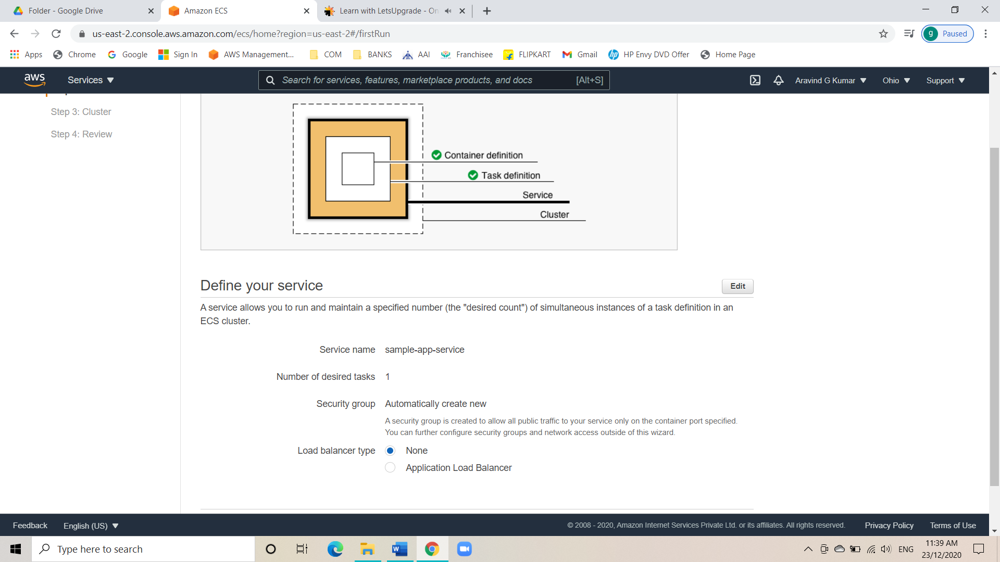 Folder - Google Drive
Amazon ECS
Learn with LetsUpgrade - On
us-east-2.console.aws.amazon.com/ecs/home?region=us-east-2#/firstRun
g Paused
Apps Chrome Google Sign In AWS Management... COM BANKS AAI Franchisee FLIPKART Gmail HP Envy DVD Offer Home Page
aws Services Search for services, features, marketplace products, and docs [Alt+S] Aravind G Kumar Ohio Support
Step 3: Cluster
Step 4: Review
Container definition
Task definition
Service
Cluster
Define your service
Edit
A service allows you to run and maintain a specified number (the "desired count") of simultaneous instances of a task definition in an
ECS cluster.
Service name sample-app-service
Number of desired tasks 1
Security group Automatically create new
A security group is created to allow all public traffic to your service only on the container port specified.
You can further configure security groups and network access outside of this wizard.
Load balancer type None
Application Load Balancer
Feedback English (US) © 2008 - 2020, Amazon Internet Services Private Ltd. or its affiliates. All rights reserved. Privacy Policy Terms of Use
Type here to search
ENG
11:39 AM
23/12/2020